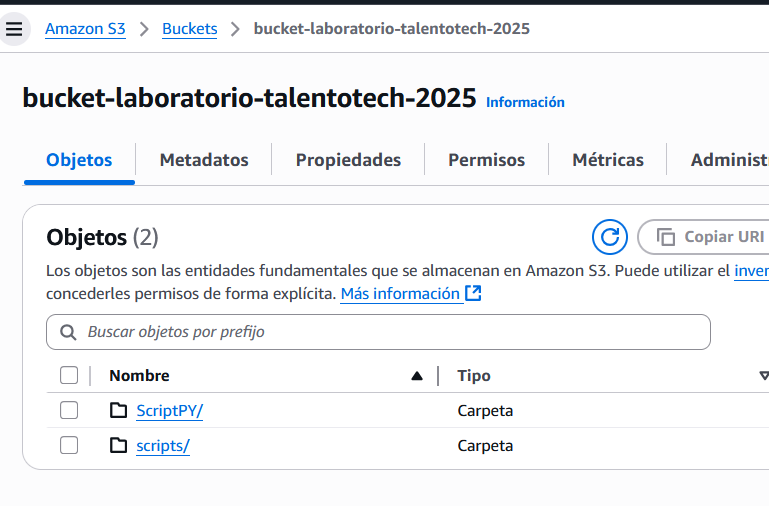 Amazon S3 > Buckets > bucket-laboratorio-talentotech-2025
bucket-laboratorio-talentotech-2025 Información
Objetos Metadatos Propiedades Permisos Métricas Administ
Objetos (2) Copiar URI
Los objetos son las entidades fundamentales que se almacenan en Amazon S3. Puede utilizar el inver
concederles permisos de forma explícita. Más información
Buscar objetos por prefijo
Nombre Tipo
ScriptPY/ Carpeta
scripts/ Carpeta